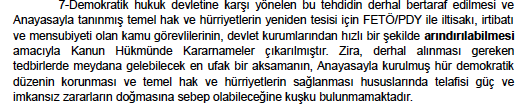 7-Demokratik hukuk devletine karşı yönelen bu tehdidin derhal bertaraf edilmesi ve
Anayasayla tanınmış temel hak ve hürriyetlerin yeniden tesisi için FETÖ/PDY ile iltisakı, irtibatı
ve mensubiyeti olan kamu görevlilerinin, devlet kurumlarından hızlı bir şekilde arındırılabilmesi
amacıyla Kanun Hükmünde Kararnameler çıkarılmıştır. Zira, derhal alınması gereken
tedbirlerde meydana gelebilecek en ufak bir aksamanın, Anayasayla kurulmuş hür demokratik
düzenin korunması ve temel hak ve hürriyetlerin sağlanması hususlarında telafisi güç ve
imkansız zararların doğmasına sebep olabileceğine kuşku bulunmamaktadır.